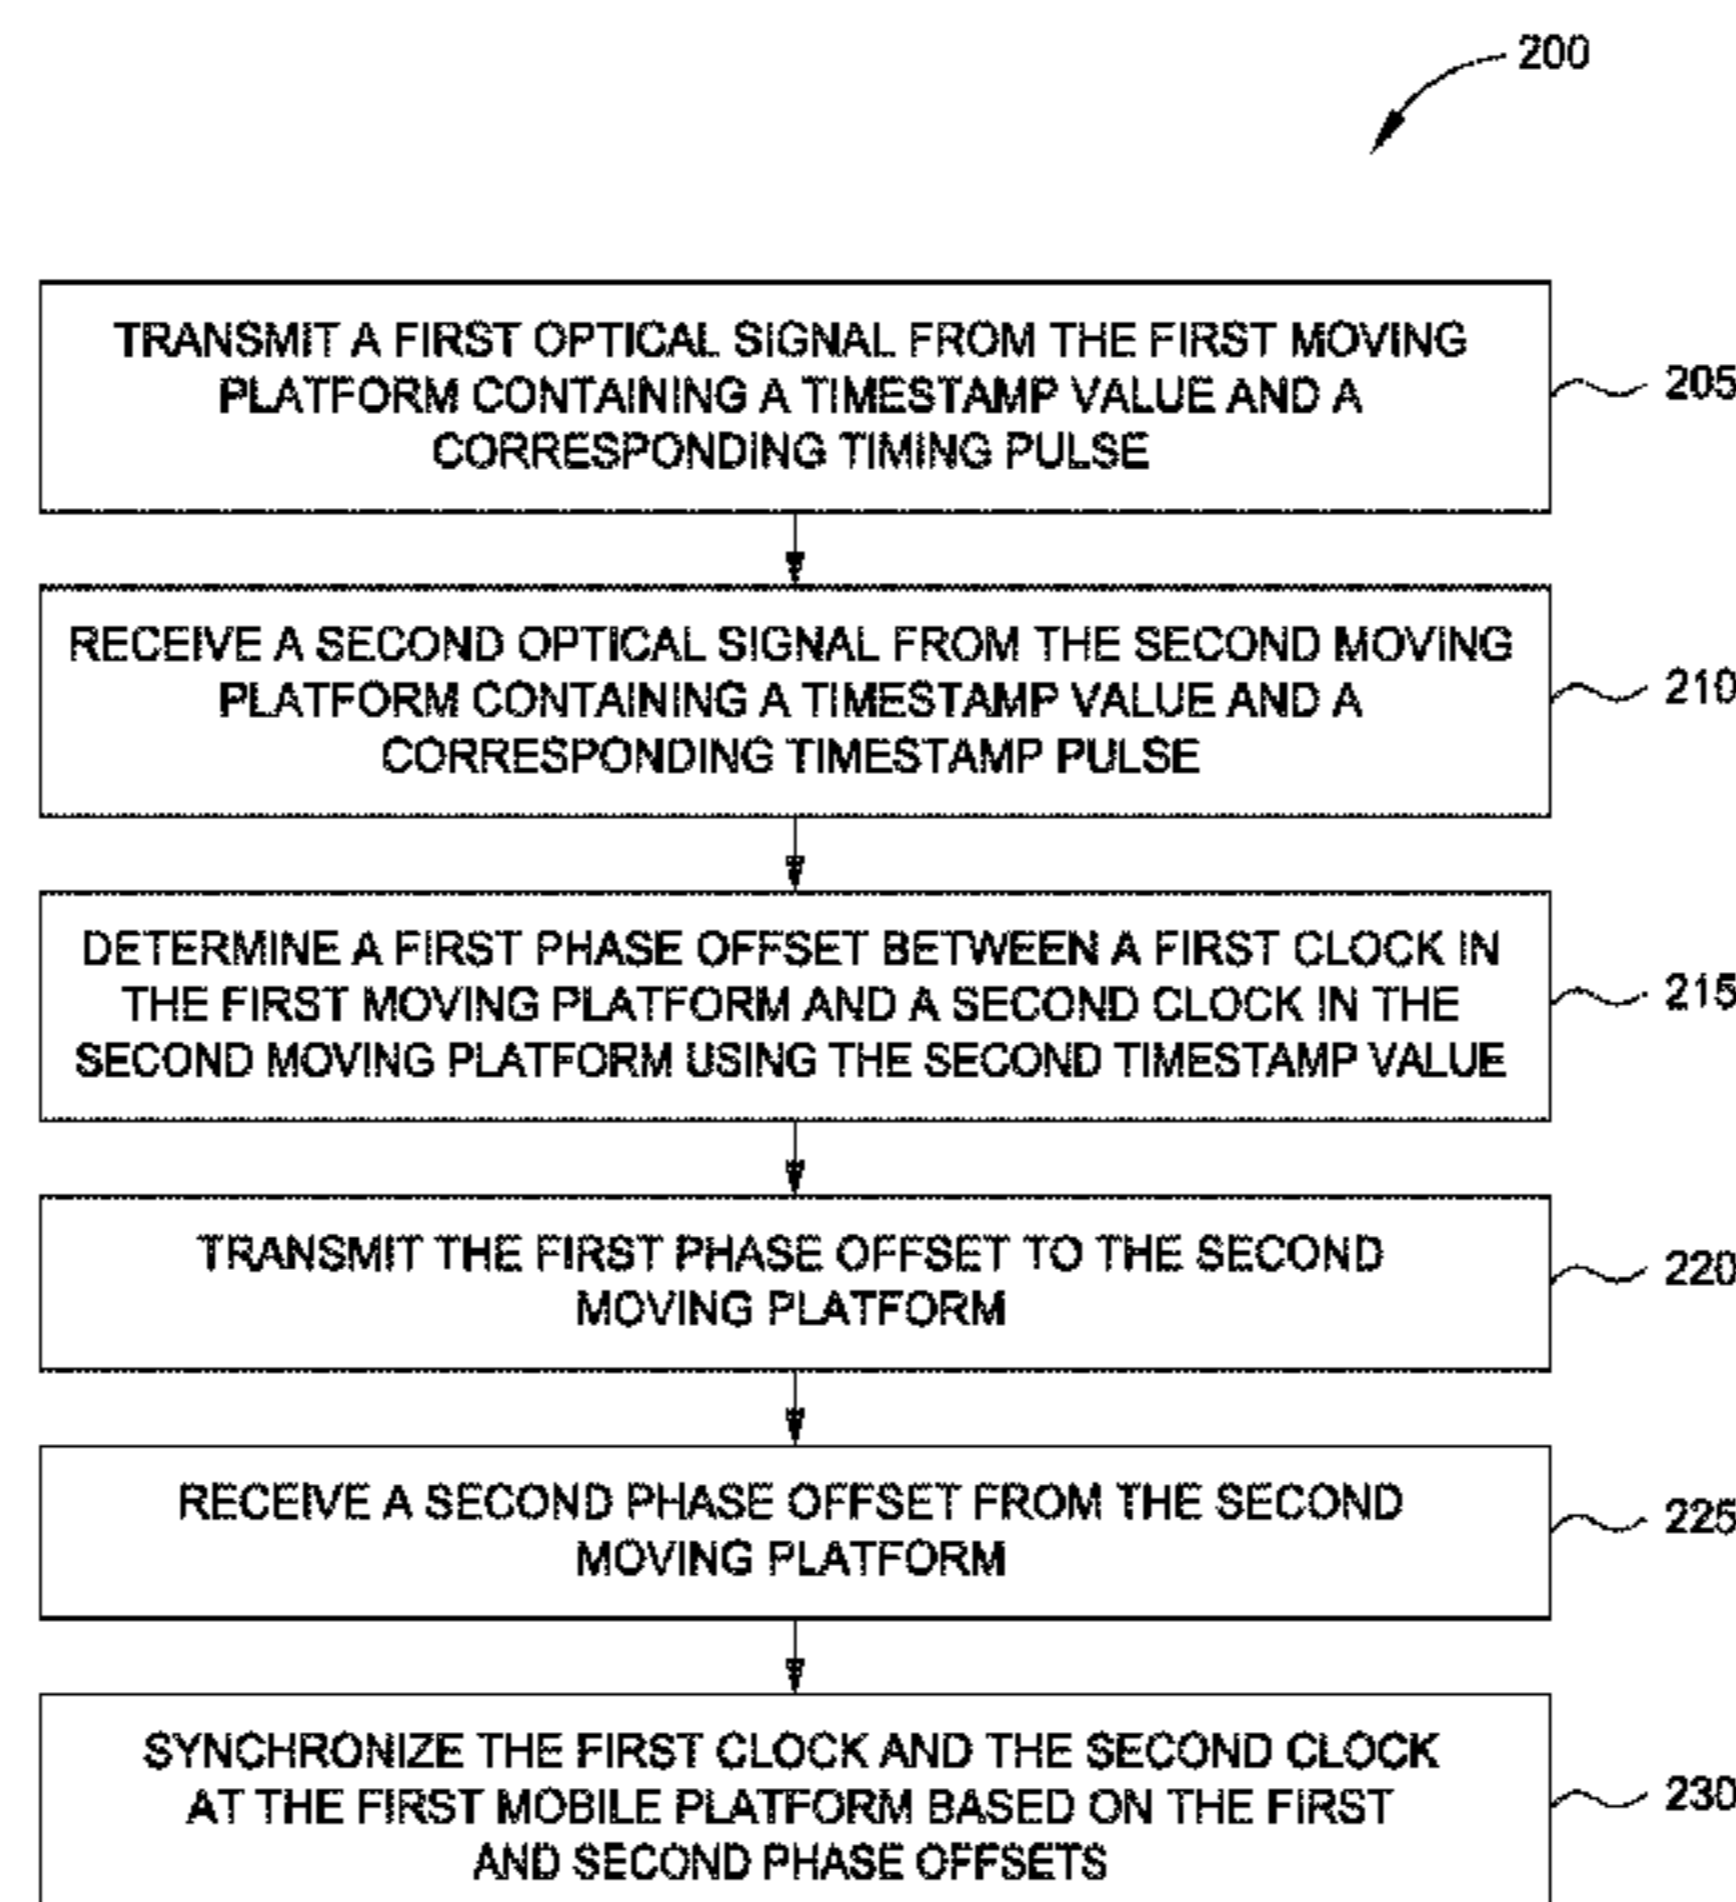 200
TRANSMIT A FIRST OPTICAL SIGNAL FROM THE FIRST MOVING
PLATFORM CONTAINING A TIMESTAMP VALUE AND A
CORRESPONDING TIMING PULSE
205
RECEIVE A SECOND OPTICAL SIGNAL FROM THE SECOND MOVING
PLATFORM CONTAINING A TIMESTAMP VALUE AND A
CORRESPONDING TIMESTAMP PULSE
210
DETERMINE A FIRST PHASE OFFSET BETWEEN A FIRST CLOCK IN
THE FIRST MOVING PLATFORM AND A SECOND CLOCK IN THE
SECOND MOVING PLATFORM USING THE SECOND TIMESTAMP VALUE
215
TRANSMIT THE FIRST PHASE OFFSET TO THE SECOND
MOVING PLATFORM
220
RECEIVE A SECOND PHASE OFFSET FROM THE SECOND
MOVING PLATFORM
225
SYNCHRONIZE THE FIRST CLOCK AND THE SECOND CLOCK
AT THE FIRST MOBILE PLATFORM BASED ON THE FIRST
AND SECOND PHASE OFFSETS
230